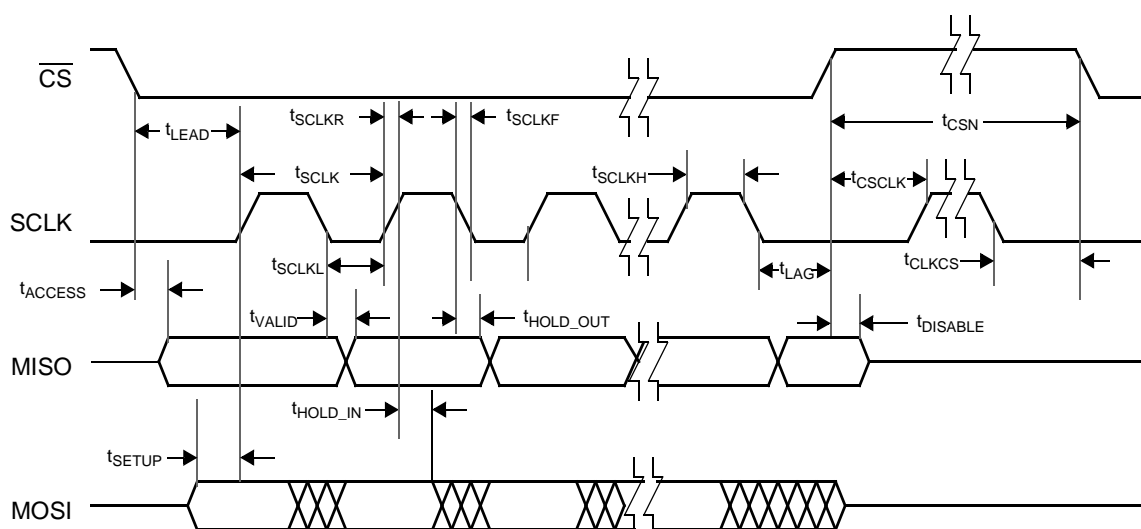 CS
tLEAD
tSCLKR
tSCLKF
tCSN
tSCLK
tSCLKH
tCSCLK
SCLK
tSCLKL
tLAG
tCLKCS
tACCESS
tVALID
tHOLD_OUT
tDISABLE
MISO
tHOLD_IN
tSETUP
MOSI